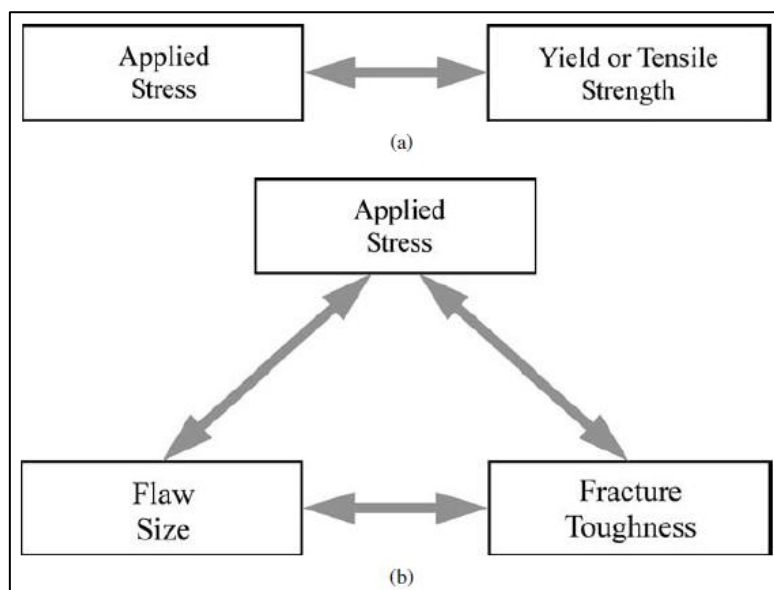 Applied
Stress
Yield or Tensile
Strength
(a)
Applied
Stress
Flaw
Size
Fracture
Toughness
(b)